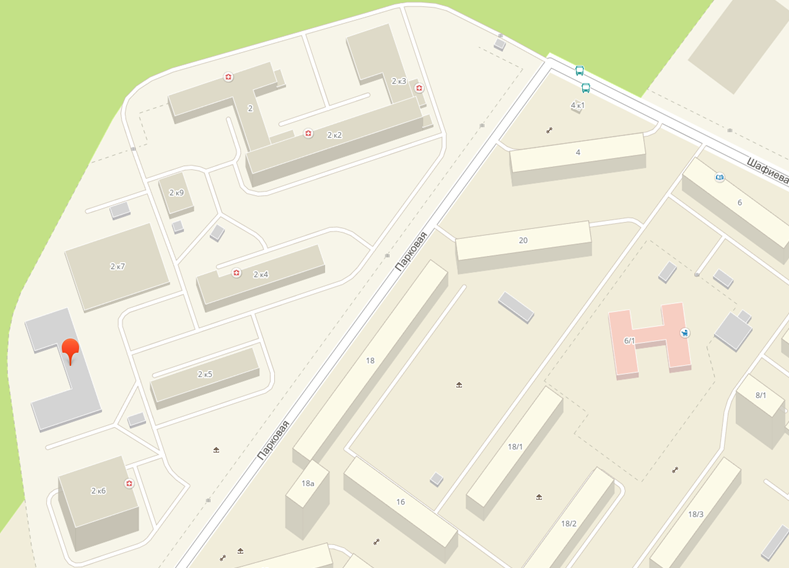 2 к3
2
2 к2
4 к1
4
Шафиева
2 к9
6
20
Парковая
2 к7
2 к4
6/1
18
2 к5
8/1
Парковая
18/1
18а
2 к6
16
18/2
18/3